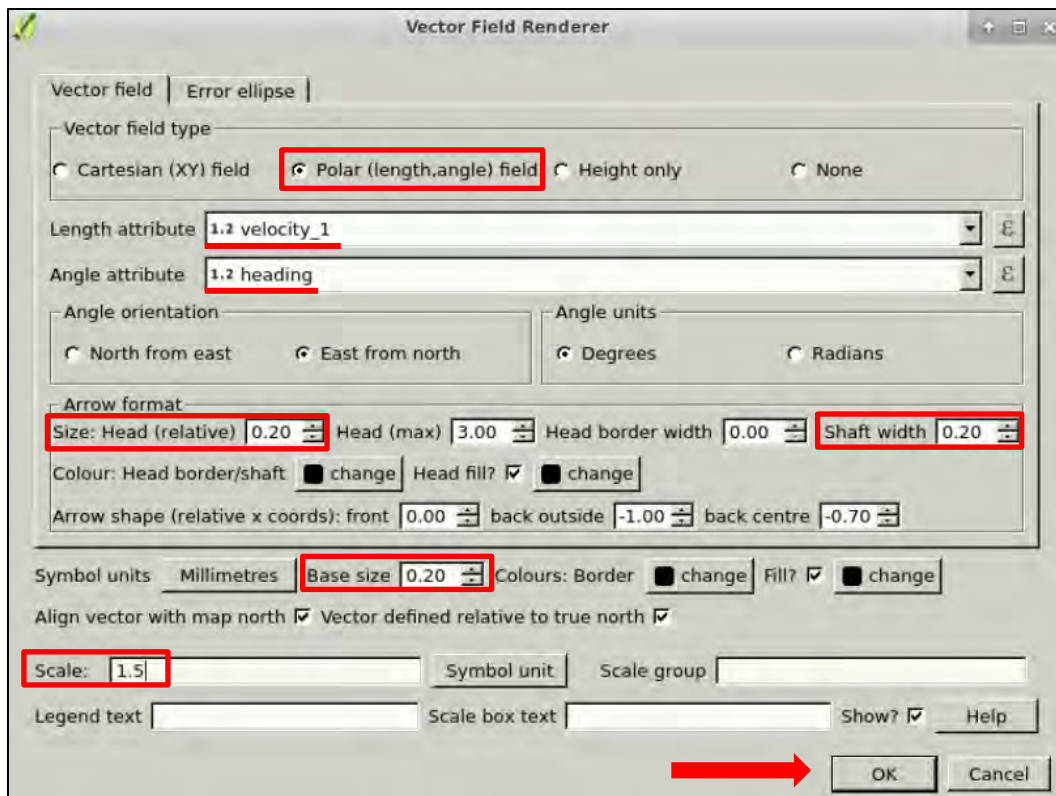 Vector Field Renderer
Vector field Error ellipse
Vector field type
Cartesian (XY) field Polar (length,angle) field Height only None
Length attribute 1.2 velocity_1 ε
Angle attribute 1.2 heading ε
Angle orientation Angle units
North from east East from north Degrees Radians
Arrow format
Size: Head (relative) 0.20 Head (max) 3.00 Head border width 0.00 Shaft width 0.20
Colour: Head border/shaft change Head fill? change
Arrow shape (relative x coords): front 0.00 back outside -1.00 back centre -0.70
Symbol units Millimetres Base size 0.20 Colours: Border change Fill? change
Align vector with map north Vector defined relative to true north
Scale: 1.5 Symbol unit Scale group
Legend text Scale box text Show? Help
OK Cancel